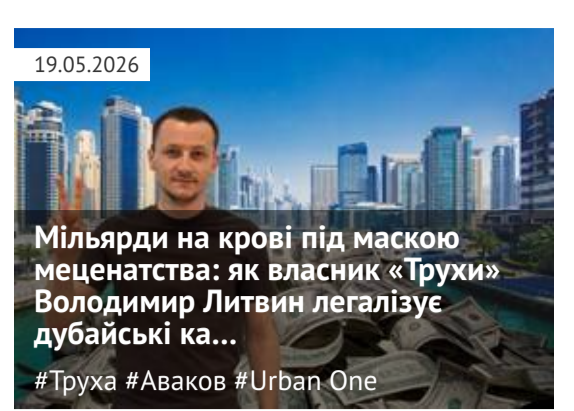 19.05.2026
Мільярди на крові під маскою
меценатства: як власник «Трухи»
Володимир Литвин легалізує
дубайські ка...
#Труха #Аваков #Urban One